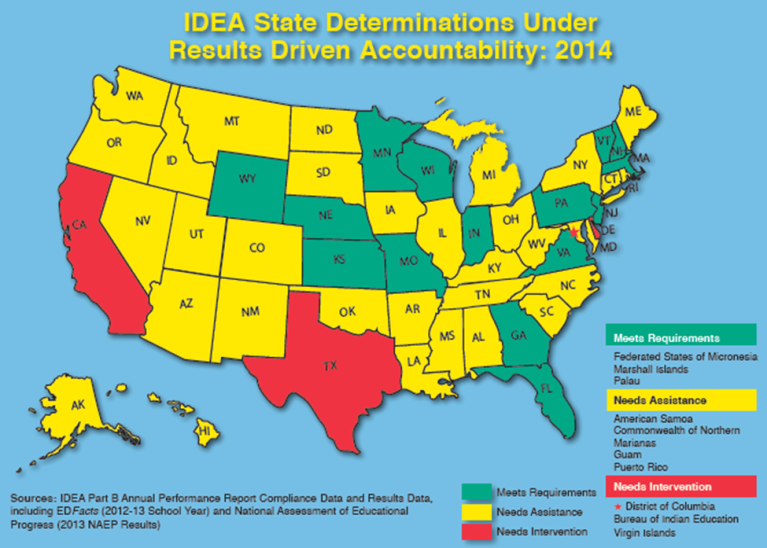 IDEA State Determinations Under
Results Driven Accountability: 2014
WA
OR
ID
MT
ND
MN
SD
WY
WI
MI
NY
VT
NH
ME
MA
CT
RI
CA
NV
UT
CO
NE
IA
IL
IN
OH
PA
NJ
DE
MD
WV
VA
KS
MO
KY
NC
TN
SC
AZ
NM
OK
AR
MS
AL
GA
TX
LA
FL
AK
HI
Meets Requirements
Federated States of Micronesia
Marshall Islands
Palau
Needs Assistance
American Samoa
Commonwealth of Northern
Marianas
Guam
Puerto Rico
Needs Intervention
★ District of Columbia
Bureau of Indian Education
Virgin Islands
Meets Requirements
Needs Assistance
Needs Intervention
Sources: IDEA Part B Annual Performance Report Compliance Data and Results Data,
including EDFacts (2012-13 School Year) and National Assessment of Educational
Progress (2013 NAEP Results)